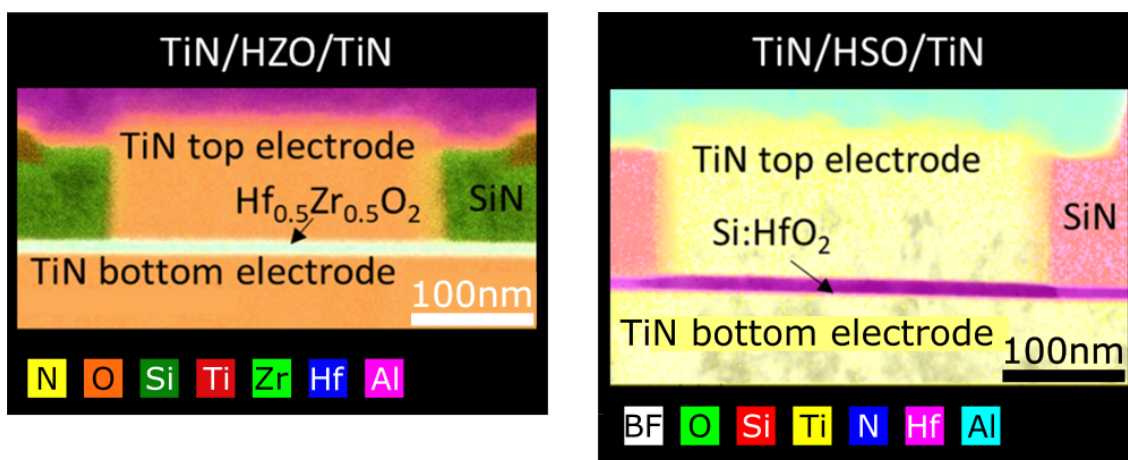 TiN/HZO/TiN
TiN top electrode
Hf₀.₅Zr₀.₅O₂
SiN
TiN bottom electrode
100nm
N O Si Ti Zr Hf Al
TiN/HSO/TiN
TiN top electrode
Si:HfO₂
SiN
TiN bottom electrode
100nm
BF O Si Ti N Hf Al